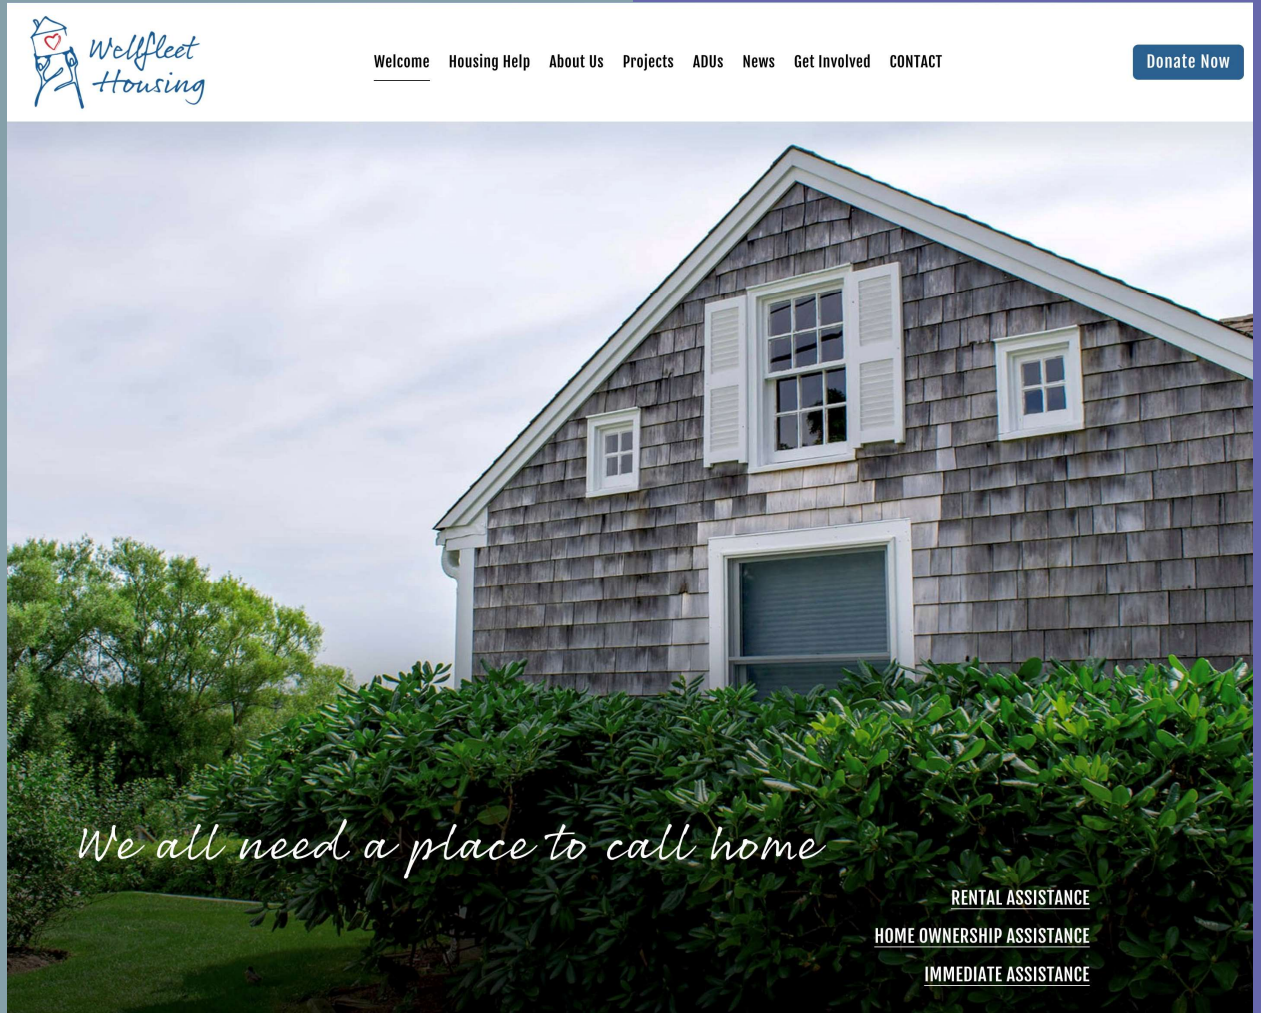 Wellfleet
Housing
Welcome Housing Help About Us Projects ADUs News Get Involved CONTACT
Donate Now
We all need a place to call home
RENTAL ASSISTANCE
HOME OWNERSHIP ASSISTANCE
IMMEDIATE ASSISTANCE